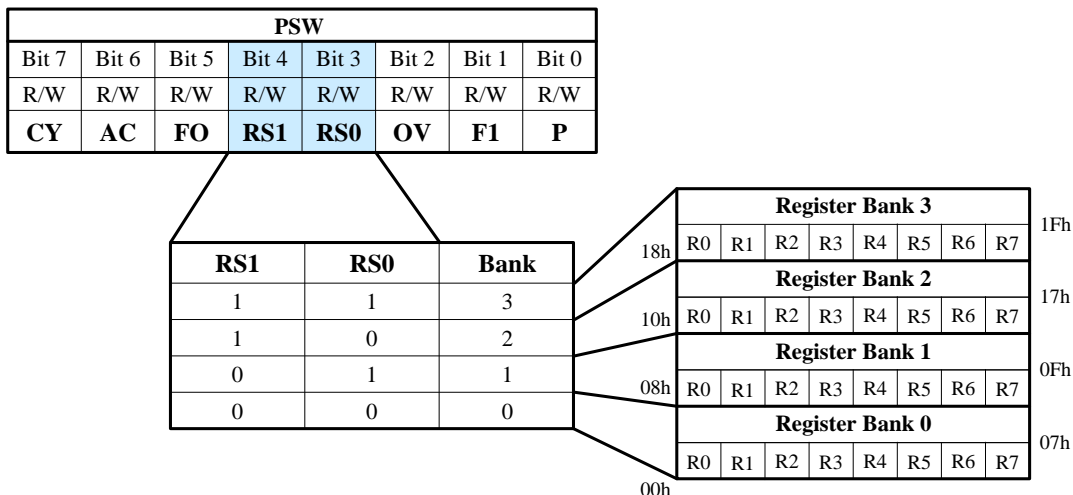 PSW
Bit 7 Bit 6 Bit 5 Bit 4 Bit 3 Bit 2 Bit 1 Bit 0
R/W R/W R/W R/W R/W R/W R/W R/W
CY AC FO RS1 RS0 OV F1 P
RS1 RS0 Bank
1 1 3
1 0 2
0 1 1
0 0 0
Register Bank 3
1Fh
18h R0 R1 R2 R3 R4 R5 R6 R7
Register Bank 2
17h
10h R0 R1 R2 R3 R4 R5 R6 R7
Register Bank 1
0Fh
08h R0 R1 R2 R3 R4 R5 R6 R7
Register Bank 0
07h
R0 R1 R2 R3 R4 R5 R6 R7
00h